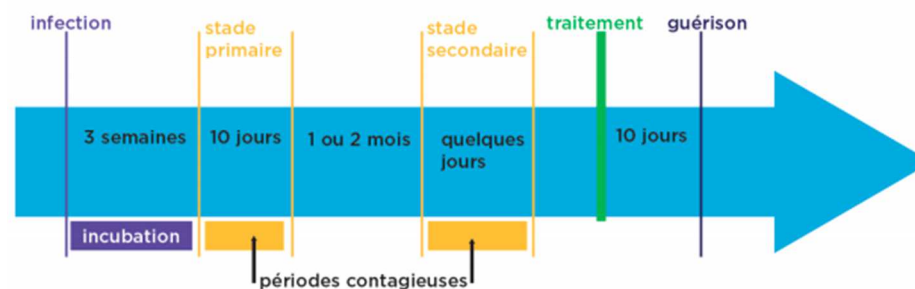 infection
stade
primaire
stade
secondaire
traitement
guérison
3 semaines
10 jours
1 ou 2 mois
quelques
jours
10 jours
incubation
périodes contagieuses